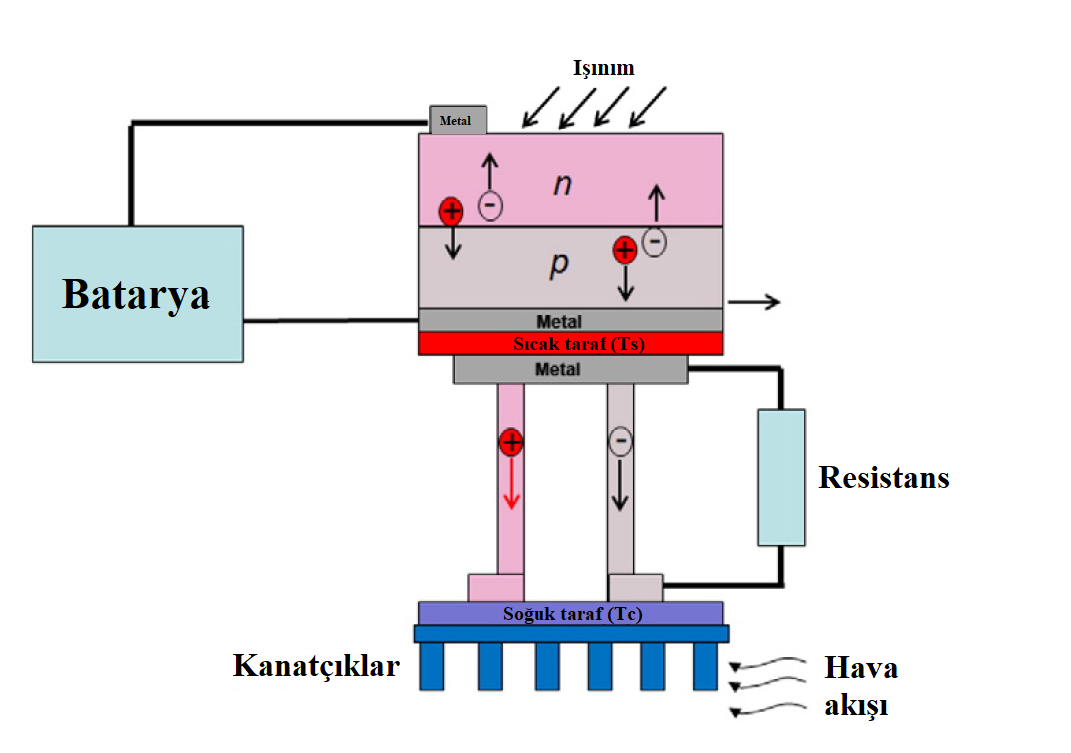 Işınım
Metal
n
Batarya
p
Metal
Sıcak taraf (Ts)
Metal
Resistans
Soğuk taraf (Tc)
Kanatçıklar
Hava
akışı